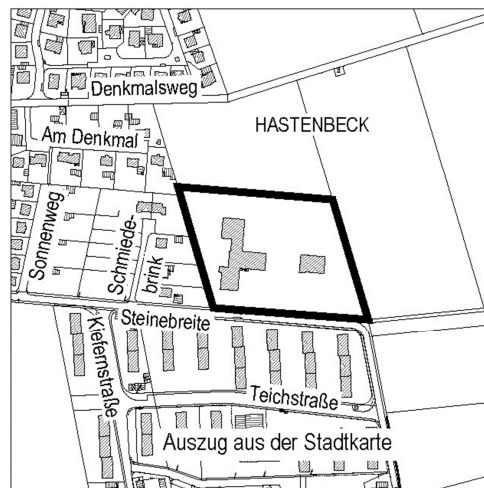 Denkmalsweg
HASTENBECK
Am Denkmal
Sonnenweg
Schmiede-
brink
Steinebreite
Kiefernstraße
Teichstraße
Auszug aus der Stadtkarte